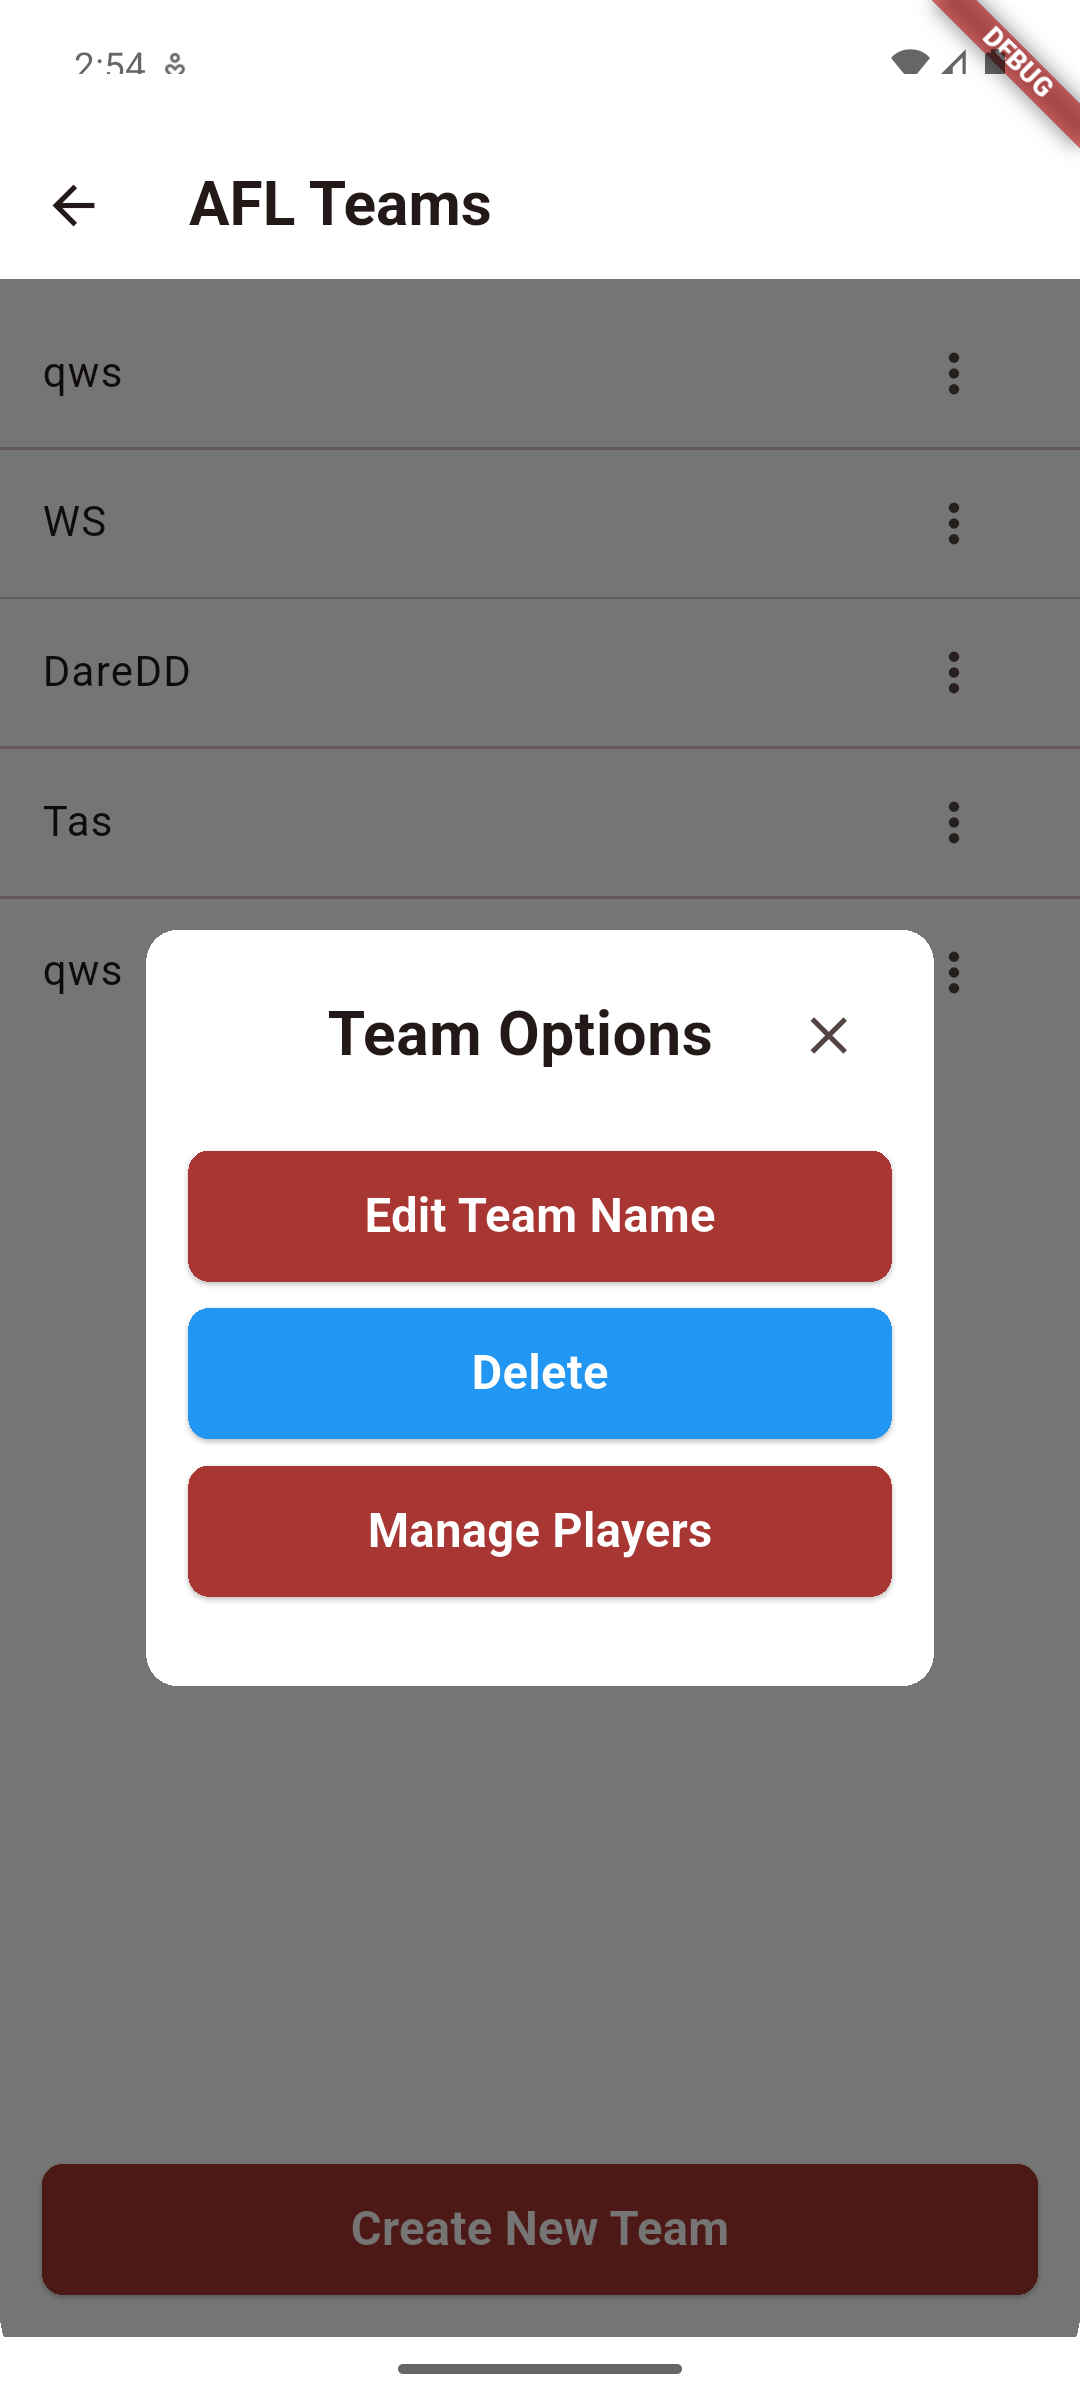 2:54
DEBUG
AFL Teams
qws
WS
DareDD
Tas
qws
Team Options
Edit Team Name
Delete
Manage Players
Create New Team